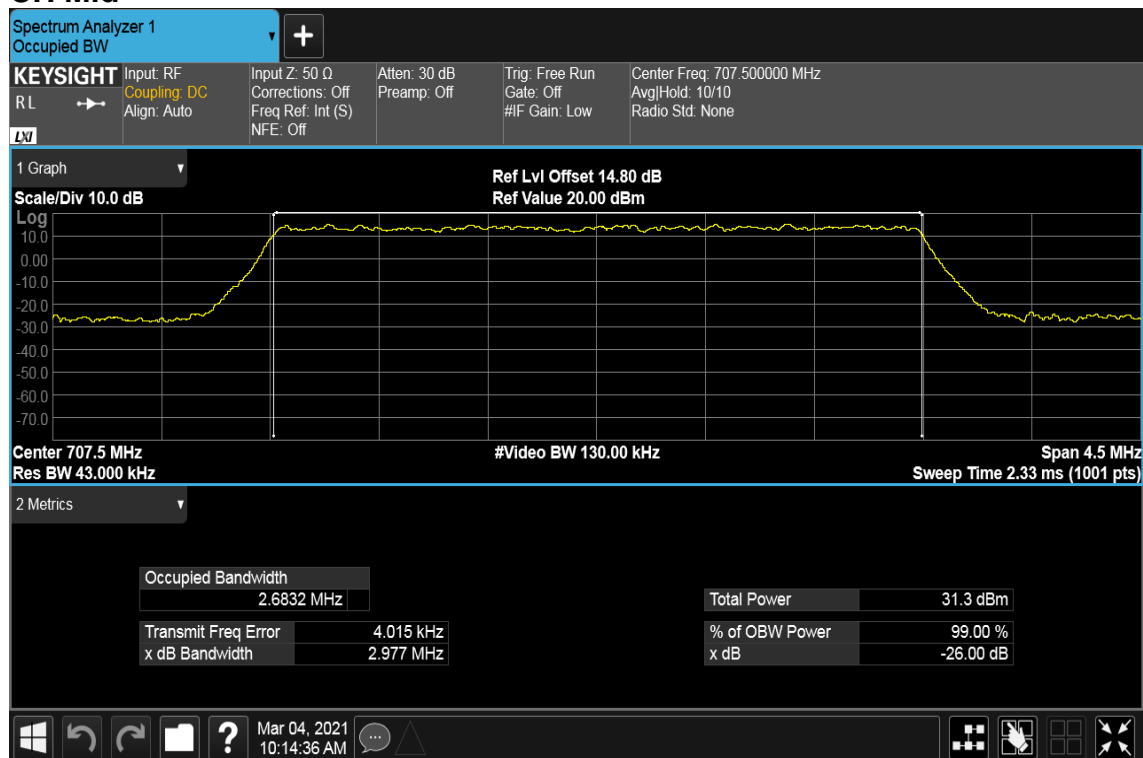 Spectrum Analyzer 1
Occupied BW
KEYSIGHT
RL
LXI
Input: RF
Coupling: DC
Align: Auto
Input Z: 50 Ω
Corrections: Off
Freq Ref: Int (S)
NFE: Off
Atten: 30 dB
Preamp: Off
Trig: Free Run
Gate: Off
#IF Gain: Low
Center Freq: 707.500000 MHz
Avg|Hold: 10/10
Radio Std: None
1 Graph
Scale/Div 10.0 dB
Ref Lvl Offset 14.80 dB
Ref Value 20.00 dBm
Log
10.0
0.00
-10.0
-20.0
-30.0
-40.0
-50.0
-60.0
-70.0
Center 707.5 MHz
Res BW 43.000 kHz
#Video BW 130.00 kHz
Span 4.5 MHz
Sweep Time 2.33 ms (1001 pts)
2 Metrics
Occupied Bandwidth
2.6832 MHz
Transmit Freq Error 4.015 kHz
x dB Bandwidth 2.977 MHz
Total Power 31.3 dBm
% of OBW Power 99.00 %
x dB -26.00 dB
?
Mar 04, 2021
10:14:36 AM